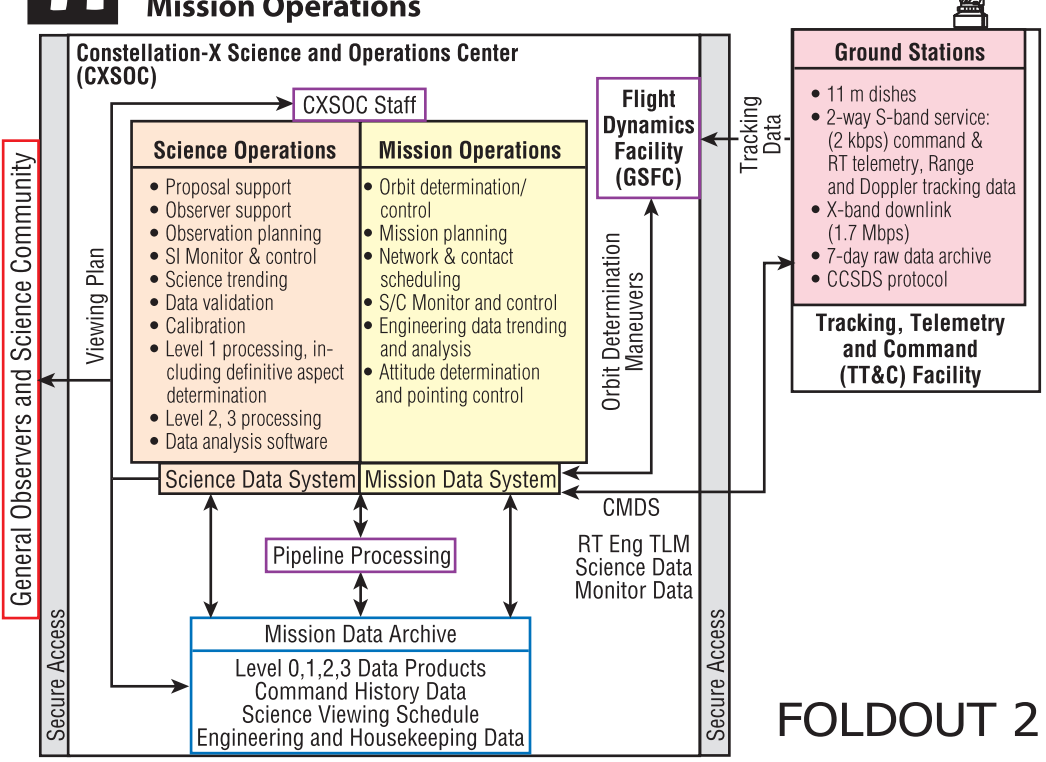 Mission Operations
Constellation-X Science and Operations Center
(CXSOC)
CXSOC Staff
Science Operations
• Proposal support
• Observer support
• Observation planning
• SI Monitor & control
• Science trending
• Data validation
• Calibration
• Level 1 processing, in-
cluding definitive aspect
determination
• Level 2, 3 processing
• Data analysis software
Science Data System
Mission Operations
• Orbit determination/
control
• Mission planning
• Network & contact
scheduling
• S/C Monitor and control
• Engineering data trending
and analysis
• Attitude determination
and pointing control
Mission Data System
Pipeline Processing
Mission Data Archive
Level 0,1,2,3 Data Products
Command History Data
Science Viewing Schedule
Engineering and Housekeeping Data
General Observers and Science Community
Secure Access
Viewing Plan
Flight
Dynamics
Facility
(GSFC)
Orbit Determination
Maneuvers
CMDS
RT Eng TLM
Science Data
Monitor Data
Secure Access
Tracking
Data
Ground Stations
• 11 m dishes
• 2-way S-band service:
(2 kbps) command &
RT telemetry, Range
and Doppler tracking data
• X-band downlink
(1.7 Mbps)
• 7-day raw data archive
• CCSDS protocol
Tracking, Telemetry
and Command
(TT&C) Facility
FOLDOUT 2